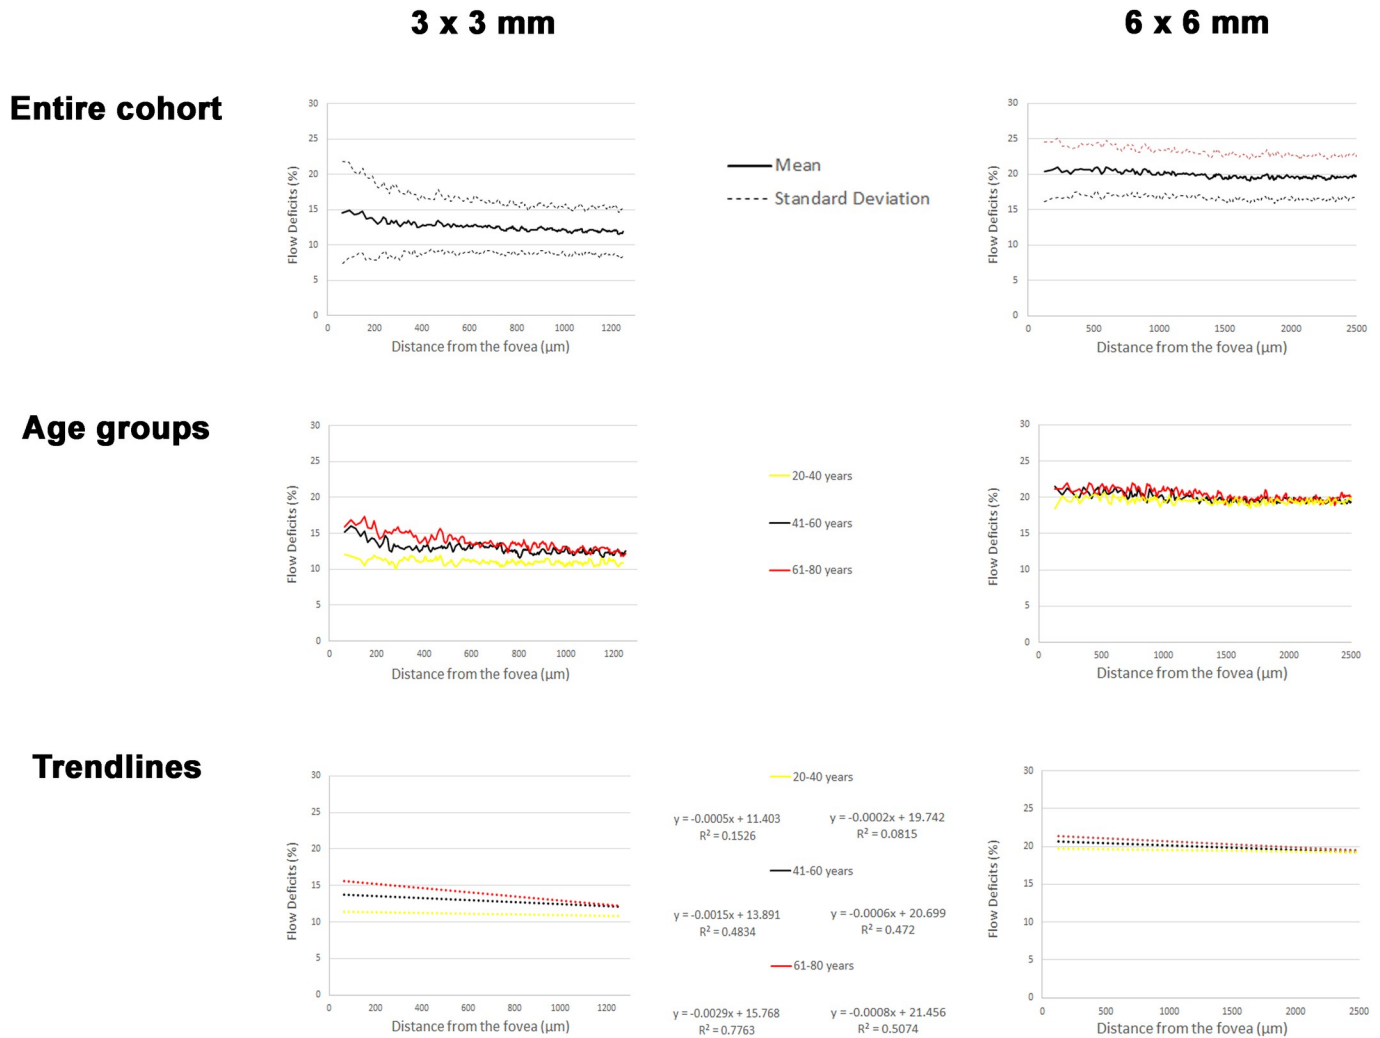 3 x 3 mm
6 x 6 mm
Entire cohort
30
25
20
15
10
5
0
Flow Deficits (%)
0 200 400 600 800 1000 1200
Distance from the fovea (μm)
Mean
Standard Deviation
30
25
20
15
10
5
0
Flow Deficits (%)
0 500 1000 1500 2000 2500
Distance from the fovea (μm)
Age groups
30
25
20
15
10
5
0
Flow Deficits (%)
0 200 400 600 800 1000 1200
Distance from the fovea (μm)
20-40 years
41-60 years
61-80 years
30
25
20
15
10
5
0
Flow Deficits (%)
0 500 1000 1500 2000 2500
Distance from the fovea (μm)
Trendlines
30
25
20
15
10
5
0
Flow Deficits (%)
0 200 400 600 800 1000 1200
Distance from the fovea (μm)
20-40 years
y = -0.0005x + 11.403
R² = 0.1526
y = -0.0002x + 19.742
R² = 0.0815
41-60 years
y = -0.0015x + 13.891
R² = 0.4834
y = -0.0006x + 20.699
R² = 0.472
61-80 years
y = -0.0029x + 15.768
R² = 0.7763
y = -0.0008x + 21.456
R² = 0.5074
30
25
20
15
10
5
0
Flow Deficits (%)
0 500 1000 1500 2000 2500
Distance from the fovea (μm)